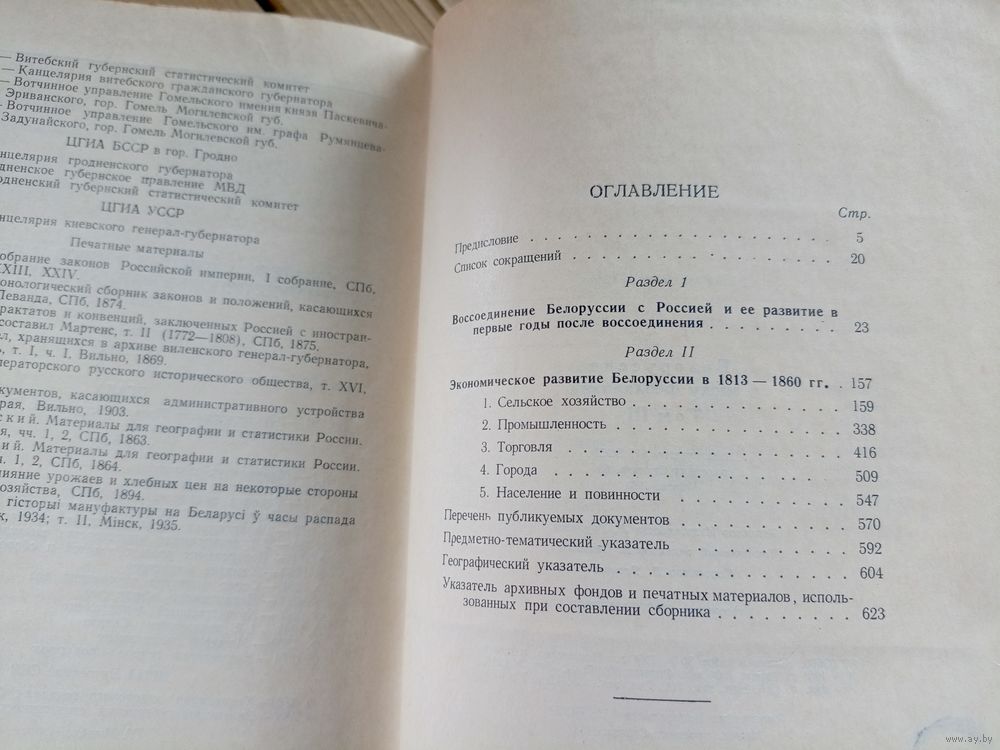 — Витебский губернский статистический комитет
— Канцелярия витебского гражданского губернатора
— Вотчинное управление Гомельского имения князя Паскевича-
Эриванского, гор. Гомель Могилевской губ.
— Вотчинное управление Гомельского им. графа Румянцева-
Задунайского, гор. Гомель Могилевской губ.
ЦГИА БССР в гор. Гродно
нцелярия гродненского губернатора
дненское губернское правление МВД
одненский губернский статистический комитет
ЦГИА УССР
нцелярия киевского генерал-губернатора
Печатные материалы
обрание законов Российской империи, I собрание, СПб,
XIII, XXIV.
онологический сборник законов и положений, касающихся
Леванда, СПб, 1874.
рактатов и конвенций, заключенных Россией с иностран-
составил Мартенс, т. II (1772—1808), СПб, 1875.
л, хранящихся в архиве виленского генерал-губернатора,
ь, т. I, ч. I. Вильно, 1869.
ператорского русского исторического общества, т. XVI,
окументов, касающихся административного устройства
рая, Вильно, 1903.
ский. Материалы для географии и статистики России.
я, чч. 1, 2, СПб, 1863.
ий. Материалы для географии и статистики России.
ч. 1, 2, СПб, 1864.
лияние урожаев и хлебных цен на некоторые стороны
озяйства, СПб, 1894.
гісторыі мануфактуры на Беларусі ў часы распада
к, 1934; т. II, Мінск, 1935.
ОГЛАВЛЕНИЕ
Стр.
Предисловие . . . . . . . . . . . . . . . . 5
Список сокращений . . . . . . . . . . . . . 20
Раздел I
Воссоединение Белоруссии с Россией и ее развитие в
первые годы после воссоединения . . . . . . . . 23
Раздел II
Экономическое развитие Белоруссии в 1813 — 1860 гг. . 157
1. Сельское хозяйство . . . . . . . . . . . . 159
2. Промышленность . . . . . . . . . . . . . 338
3. Торговля . . . . . . . . . . . . . . . 416
4. Города . . . . . . . . . . . . . . . 509
5. Население и повинности . . . . . . . . . . 547
Перечень публикуемых документов . . . . . . . . . . 570
Предметно-тематический указатель . . . . . . . . . 592
Географический указатель . . . . . . . . . . . . 604
Указатель архивных фондов и печатных материалов, исполь-
зованных при составлении сборника . . . . . . . . 623
www.ay.by